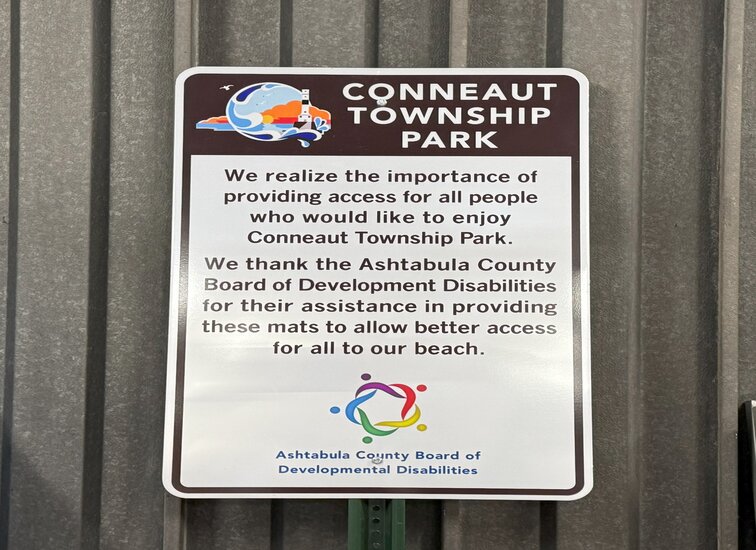 CONNEAUT
TOWNSHIP
PARK
We realize the importance of
providing access for all people
who would like to enjoy
Conneaut Township Park.
We thank the Ashtabula County
Board of Development Disabilities
for their assistance in providing
these mats to allow better access
for all to our beach.
Ashtabula County Board of
Developmental Disabilities